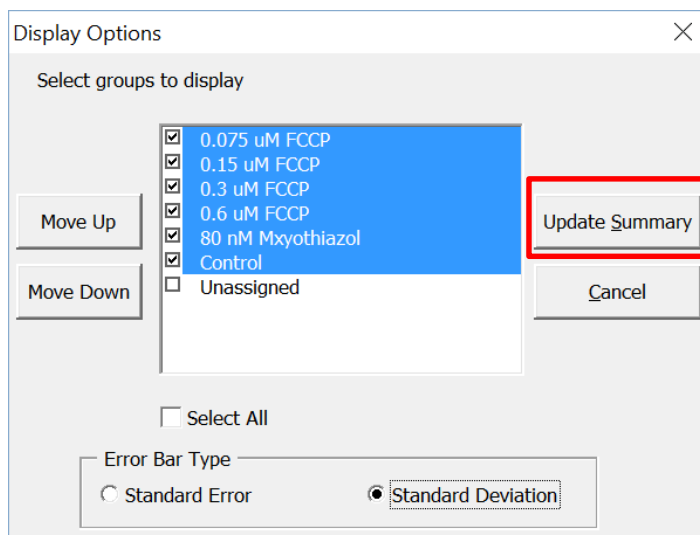 Display Options
Select groups to display
0.075 uM FCCP
0.15 uM FCCP
0.3 uM FCCP
0.6 uM FCCP
80 nM Mxyothiazol
Control
Unassigned
Move Up
Move Down
Update Summary
Cancel
Select All
Error Bar Type
Standard Error
Standard Deviation